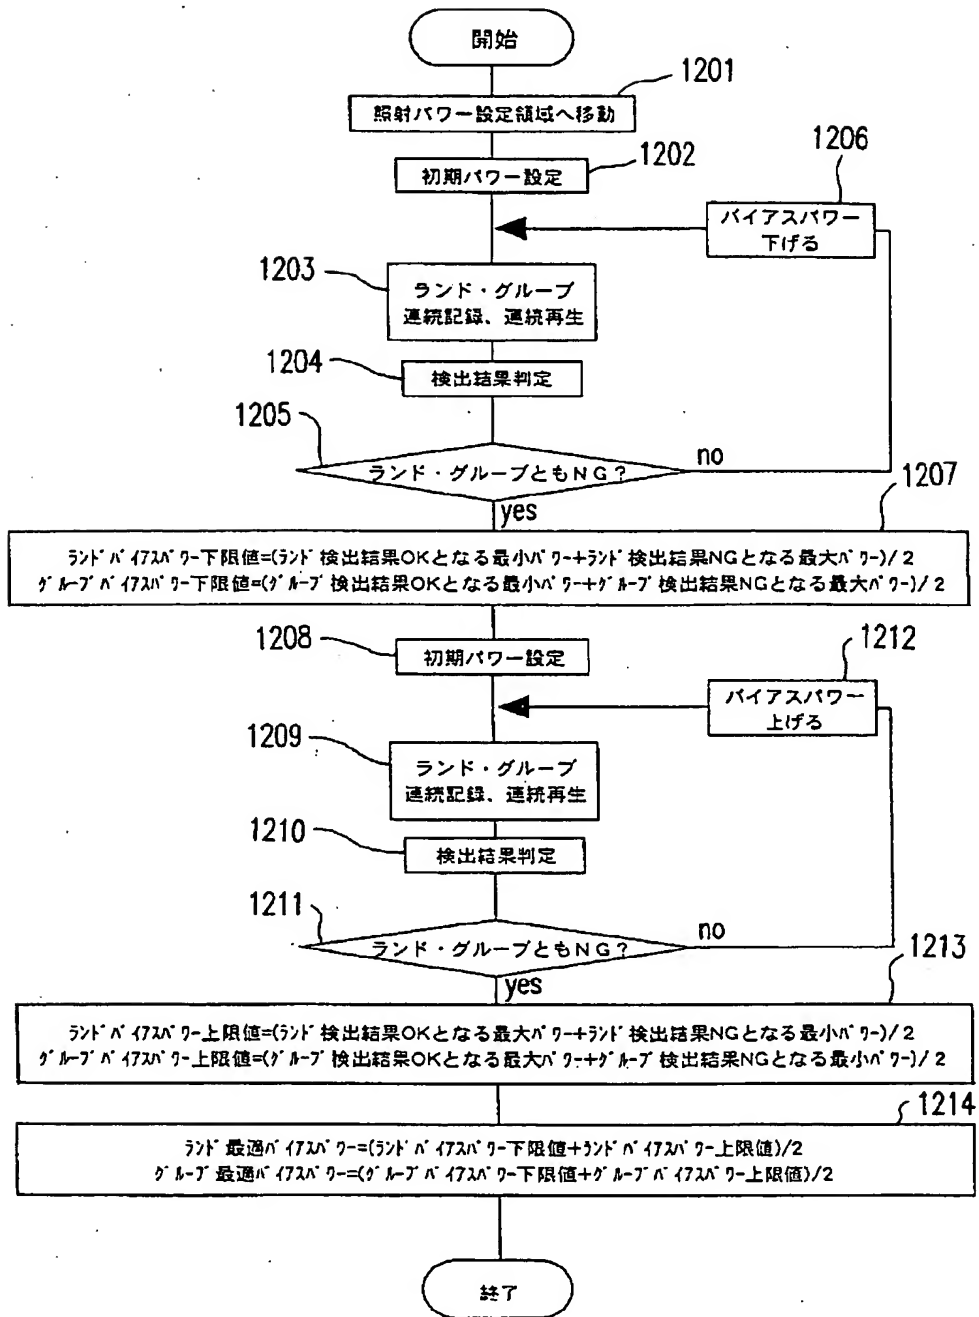 開始
1201
照射パワー設定領域へ移動
1202
初期パワー設定
1206
バイアスパワー
下げる
1203
ランド・グループ
連続記録、連続再生
1204
検出結果判定
1205
ランド・グループともNG?
no
yes
1207
ランドバイアスパワー下限値=(ランド検出結果OKとなる最小パワー+ランド検出結果NGとなる最大パワー)/2
グループバイアスパワー下限値=(グループ検出結果OKとなる最小パワー+グループ検出結果NGとなる最大パワー)/2
1208
初期パワー設定
1212
バイアスパワー
上げる
1209
ランド・グループ
連続記録、連続再生
1210
検出結果判定
1211
ランド・グループともNG?
no
yes
1213
ランドバイアスパワー上限値=(ランド検出結果OKとなる最大パワー+ランド検出結果NGとなる最小パワー)/2
グループバイアスパワー上限値=(グループ検出結果OKとなる最大パワー+グループ検出結果NGとなる最小パワー)/2
1214
ランド最適バイアスパワー=(ランドバイアスパワー下限値+ランドバイアスパワー上限値)/2
グループ最適バイアスパワー=(グループバイアスパワー下限値+グループバイアスパワー上限値)/2
終了